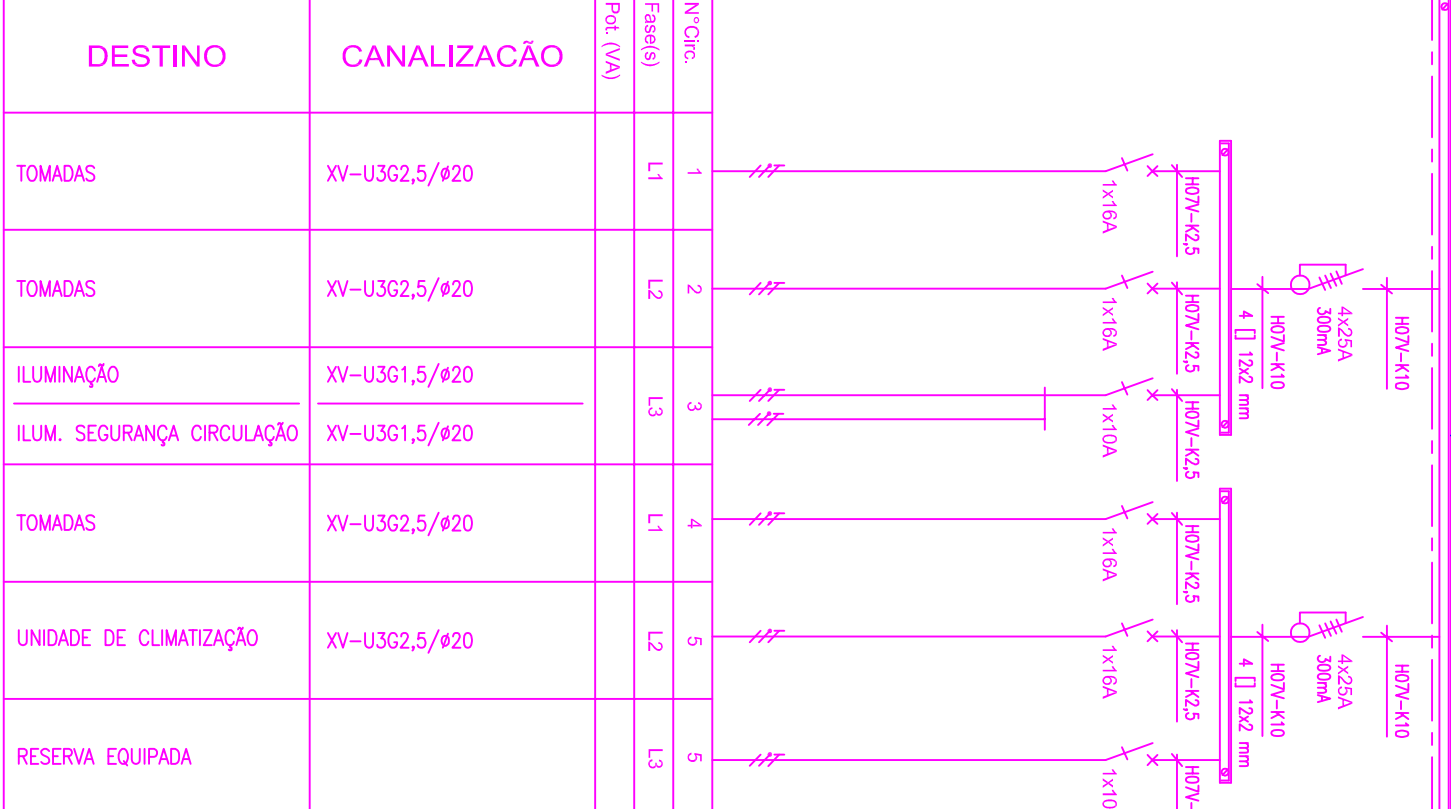 DESTINO
CANALIZACÃO
Pot. (VA)
Fase(s)
N°Circ.
TOMADAS
XV-U3G2,5/ø20
L1
1
1x16A
H07V-K2,5
TOMADAS
XV-U3G2,5/ø20
L2
2
1x16A
H07V-K2,5
4 [] 12x2 mm
H07V-K10
4x25A
300mA
H07V-K10
ILUMINAÇÃO
XV-U3G1,5/ø20
ILUM. SEGURANÇA CIRCULAÇÃO
XV-U3G1,5/ø20
L3
3
1x10A
H07V-K2,5
TOMADAS
XV-U3G2,5/ø20
L1
4
1x16A
H07V-K2,5
UNIDADE DE CLIMATIZAÇÃO
XV-U3G2,5/ø20
L2
5
1x16A
H07V-K2,5
4 [] 12x2 mm
H07V-K10
4x25A
300mA
H07V-K10
RESERVA EQUIPADA
L3
5
1x10
H07V-